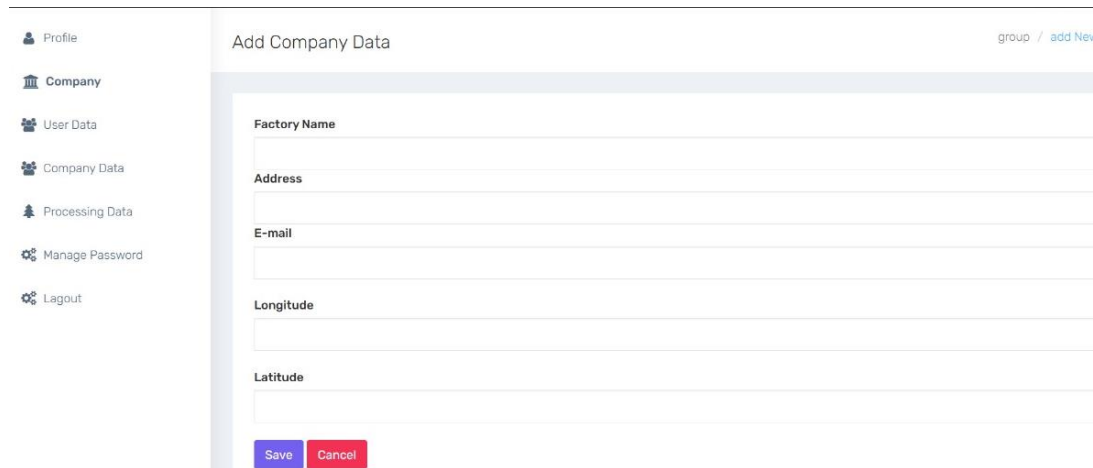 Profile
Company
User Data
Company Data
Processing Data
Manage Password
Lagout
Add Company Data
group / add New
Factory Name
Address
E-mail
Longitude
Latitude
Save Cancel